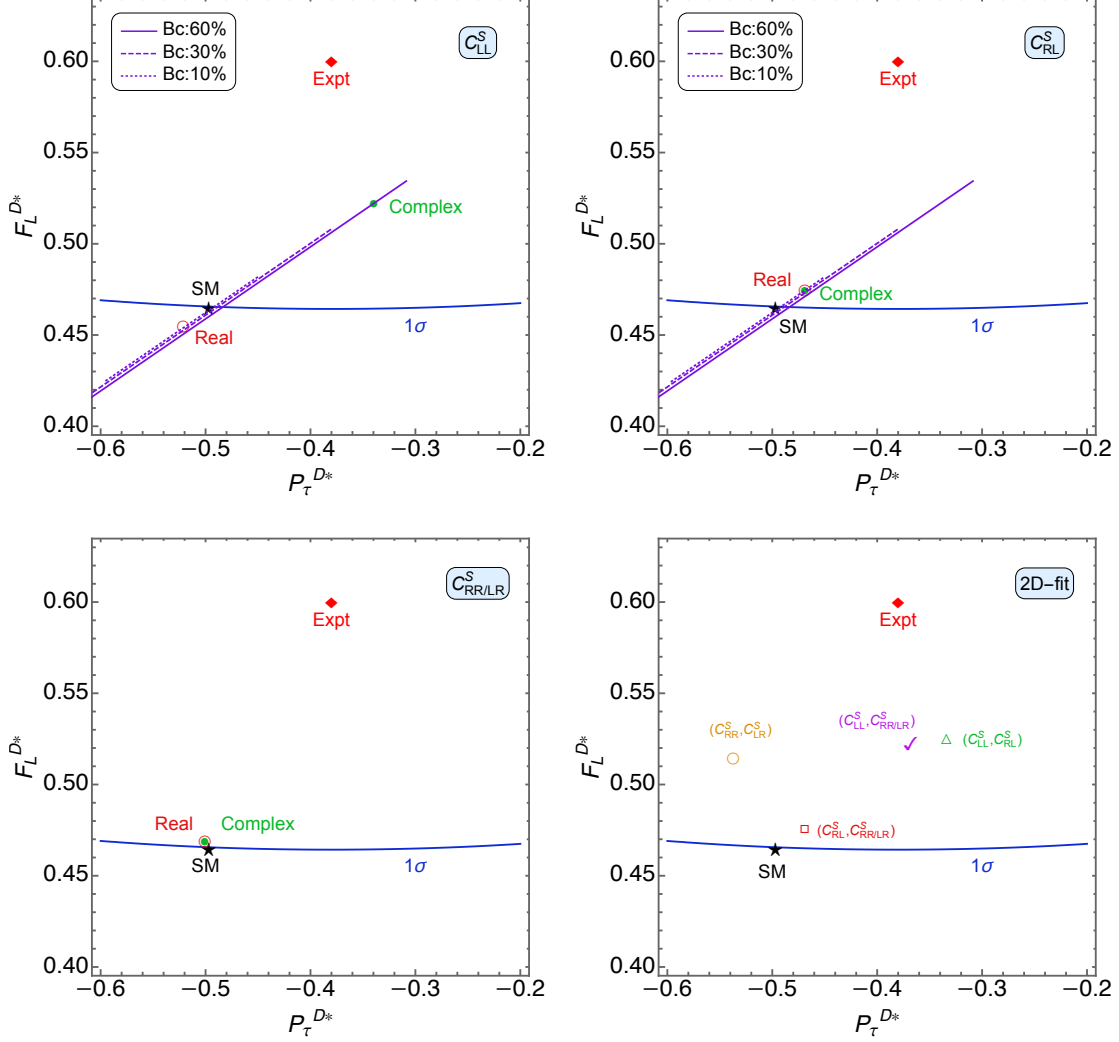 Bc:60%
Bc:30%
Bc:10%
C^S_LL
0.60
Expt
0.55
F_L^D*
0.50
Complex
SM
0.45
Real
1σ
0.40
−0.6 −0.5 −0.4 −0.3 −0.2
P_τ^D*
Bc:60%
Bc:30%
Bc:10%
C^S_RL
0.60
Expt
0.55
F_L^D*
0.50
Real
Complex
0.45
SM
1σ
0.40
−0.6 −0.5 −0.4 −0.3 −0.2
P_τ^D*
C^S_RR/LR
0.60
Expt
0.55
F_L^D*
0.50
Real Complex
SM
0.45
1σ
0.40
−0.6 −0.5 −0.4 −0.3 −0.2
P_τ^D*
2D−fit
0.60
Expt
0.55
F_L^D*
(C^S_LL,C^S_RR/LR)
(C^S_RR,C^S_LR)
(C^S_LL,C^S_RL)
0.50
(C^S_RL,C^S_RR/LR)
SM
0.45
1σ
0.40
−0.6 −0.5 −0.4 −0.3 −0.2
P_τ^D*